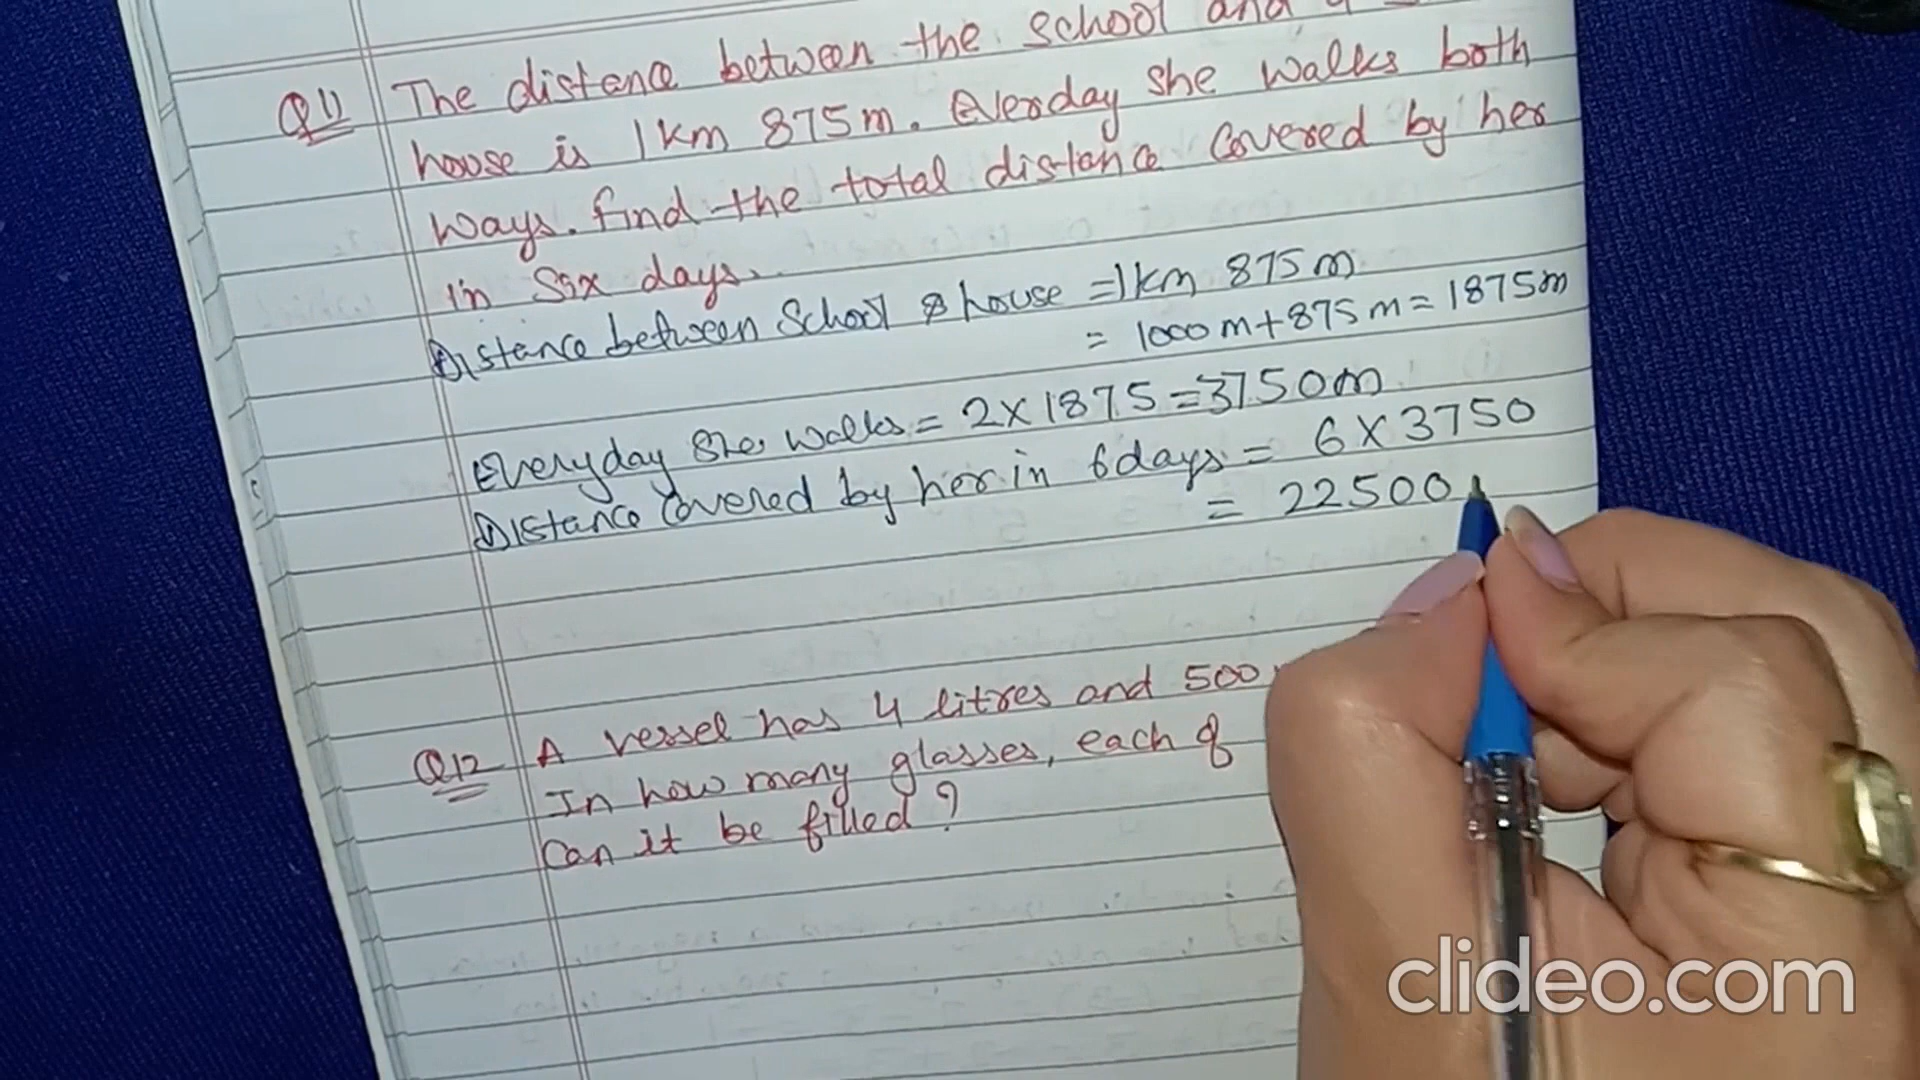 Q11 The distance between the school and a
house is 1km 875m. Everday she walks both
ways. find the total distance covered by her
in Six days.
Distance between School & house = 1km 875m
= 1000m + 875m = 1875m
Everyday she walks = 2 × 1875 = 3750m
Distance covered by her in 6 days = 6 × 3750
= 22500
Q12 A vessel has 4 litres and 500
In how many glasses, each of
Can it be filled ?
clideo.com